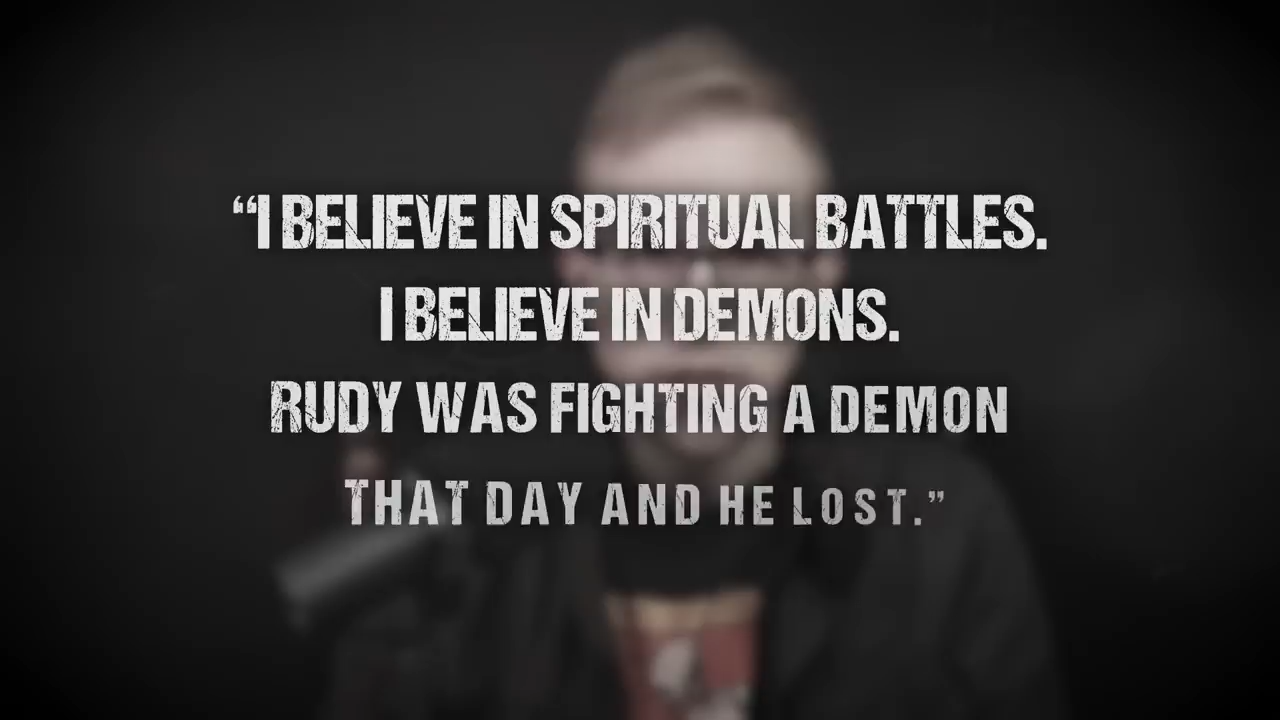 “I BELIEVE IN SPIRITUAL BATTLES.
I BELIEVE IN DEMONS.
RUDY WAS FIGHTING A DEMON
THAT DAY AND HE LOST.”